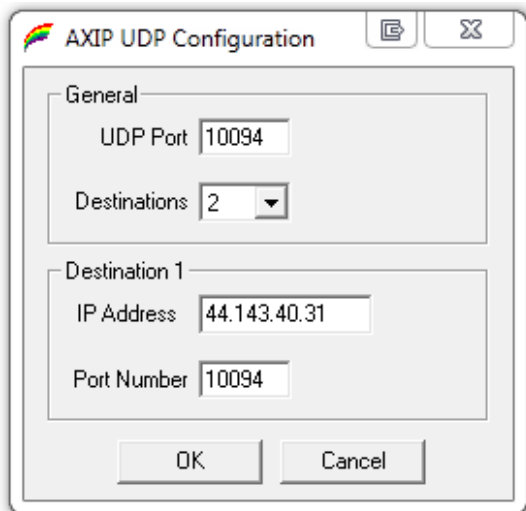 AXIP UDP Configuration
General
UDP Port 10094
Destinations 2
Destination 1
IP Address 44.143.40.31
Port Number 10094
OK Cancel